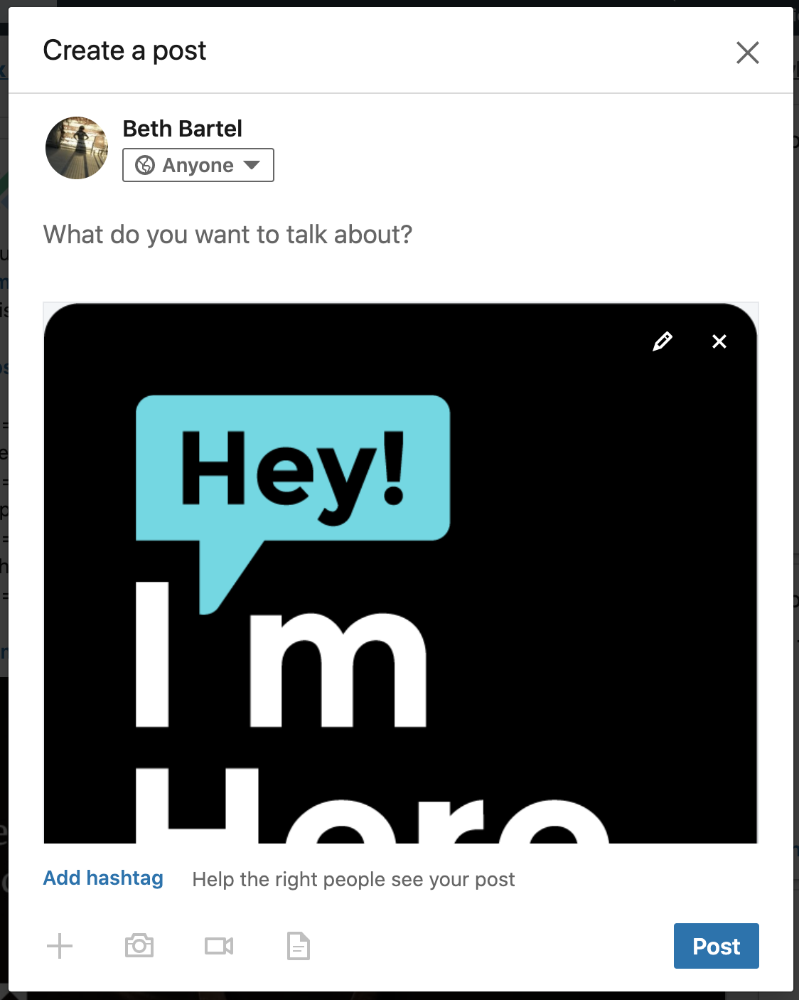 Create a post
Beth Bartel
Anyone
What do you want to talk about?
Hey!
I'm
Here
Add hashtag
Help the right people see your post
Post